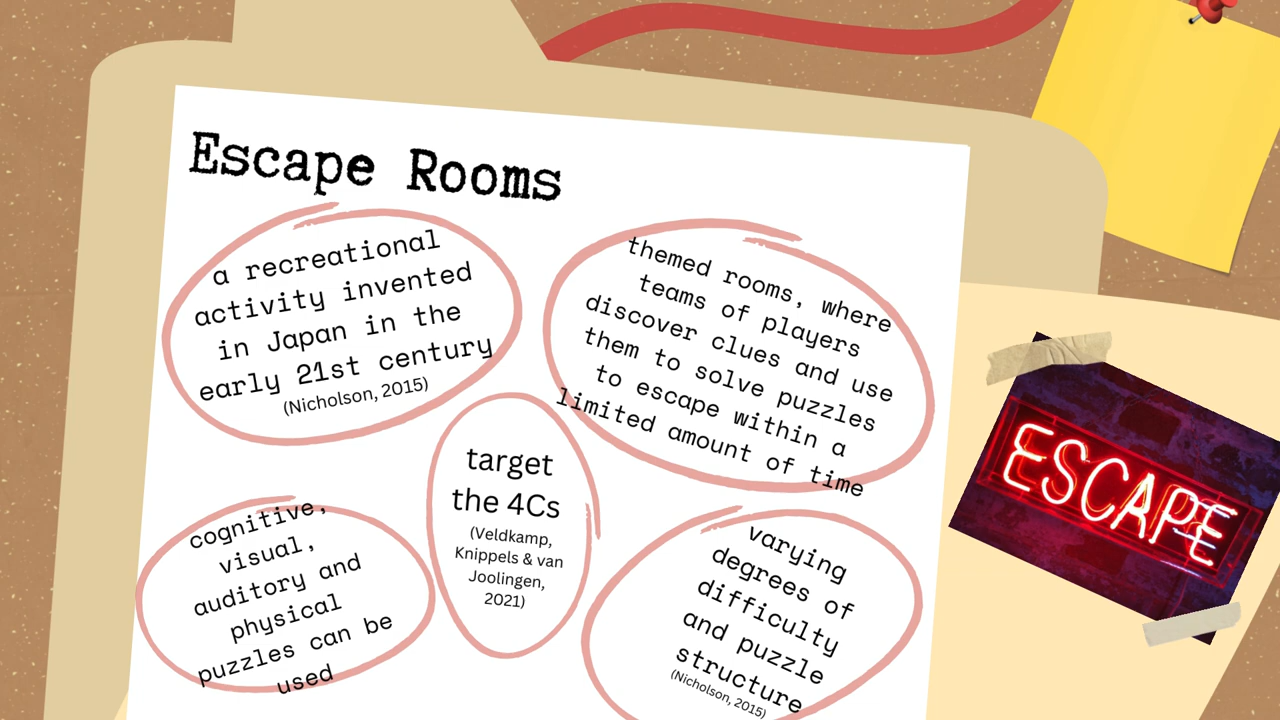 Escape Rooms
a recreational
activity invented
in Japan in the
early 21st century
(Nicholson, 2015)
themed rooms, where
teams of players
discover clues and use
them to solve puzzles
to escape within a
limited amount of time
target
the 4Cs
(Veldkamp,
Knippels & van
Joolingen,
2021)
cognitive,
visual,
auditory and
physical
puzzles can be
used
varying
degrees of
difficulty
and puzzle
structure
(Nicholson, 2015)
ESCAPE